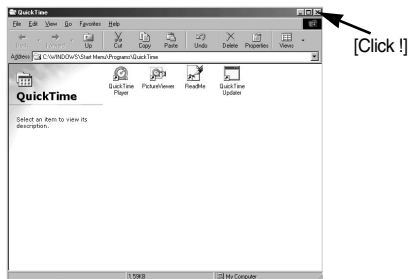 QuickTime
File Edit View Go Favorites Help
Back Forward Up Cut Copy Paste Undo Delete Properties Views
Address C:\WINDOWS\Start Menu\Programs\QuickTime
[Click !]
QuickTime
Select an item to view its
description.
QuickTime
Player
PictureViewer
ReadMe
QuickTime
Updater
1.59KB My Computer